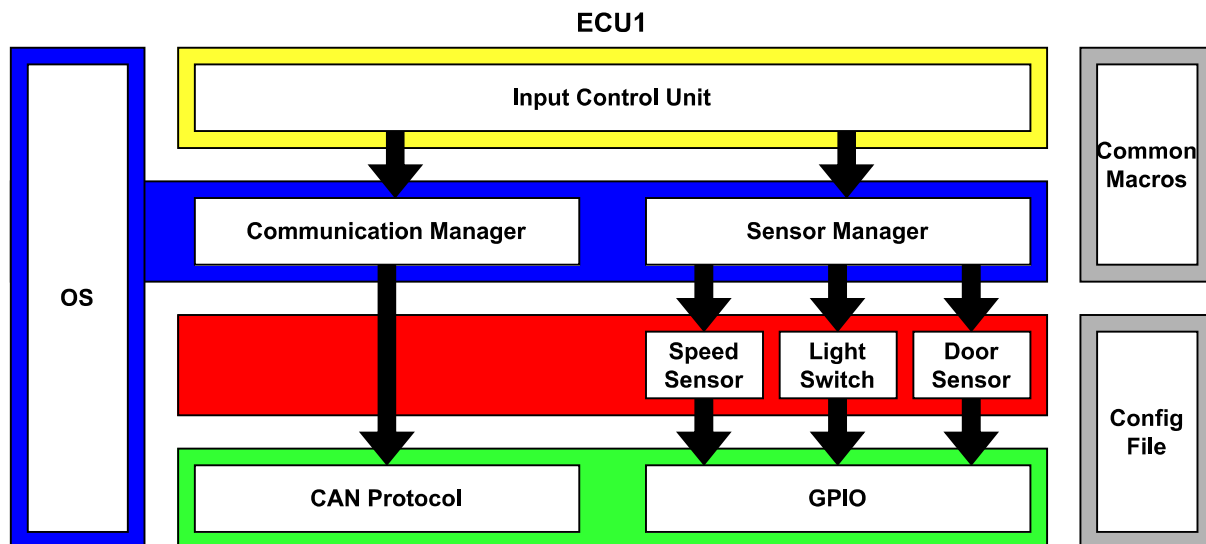 ECU1
Input Control Unit
Common
Macros
Communication Manager
Sensor Manager
OS
Speed
Sensor
Light
Switch
Door
Sensor
Config
File
CAN Protocol
GPIO